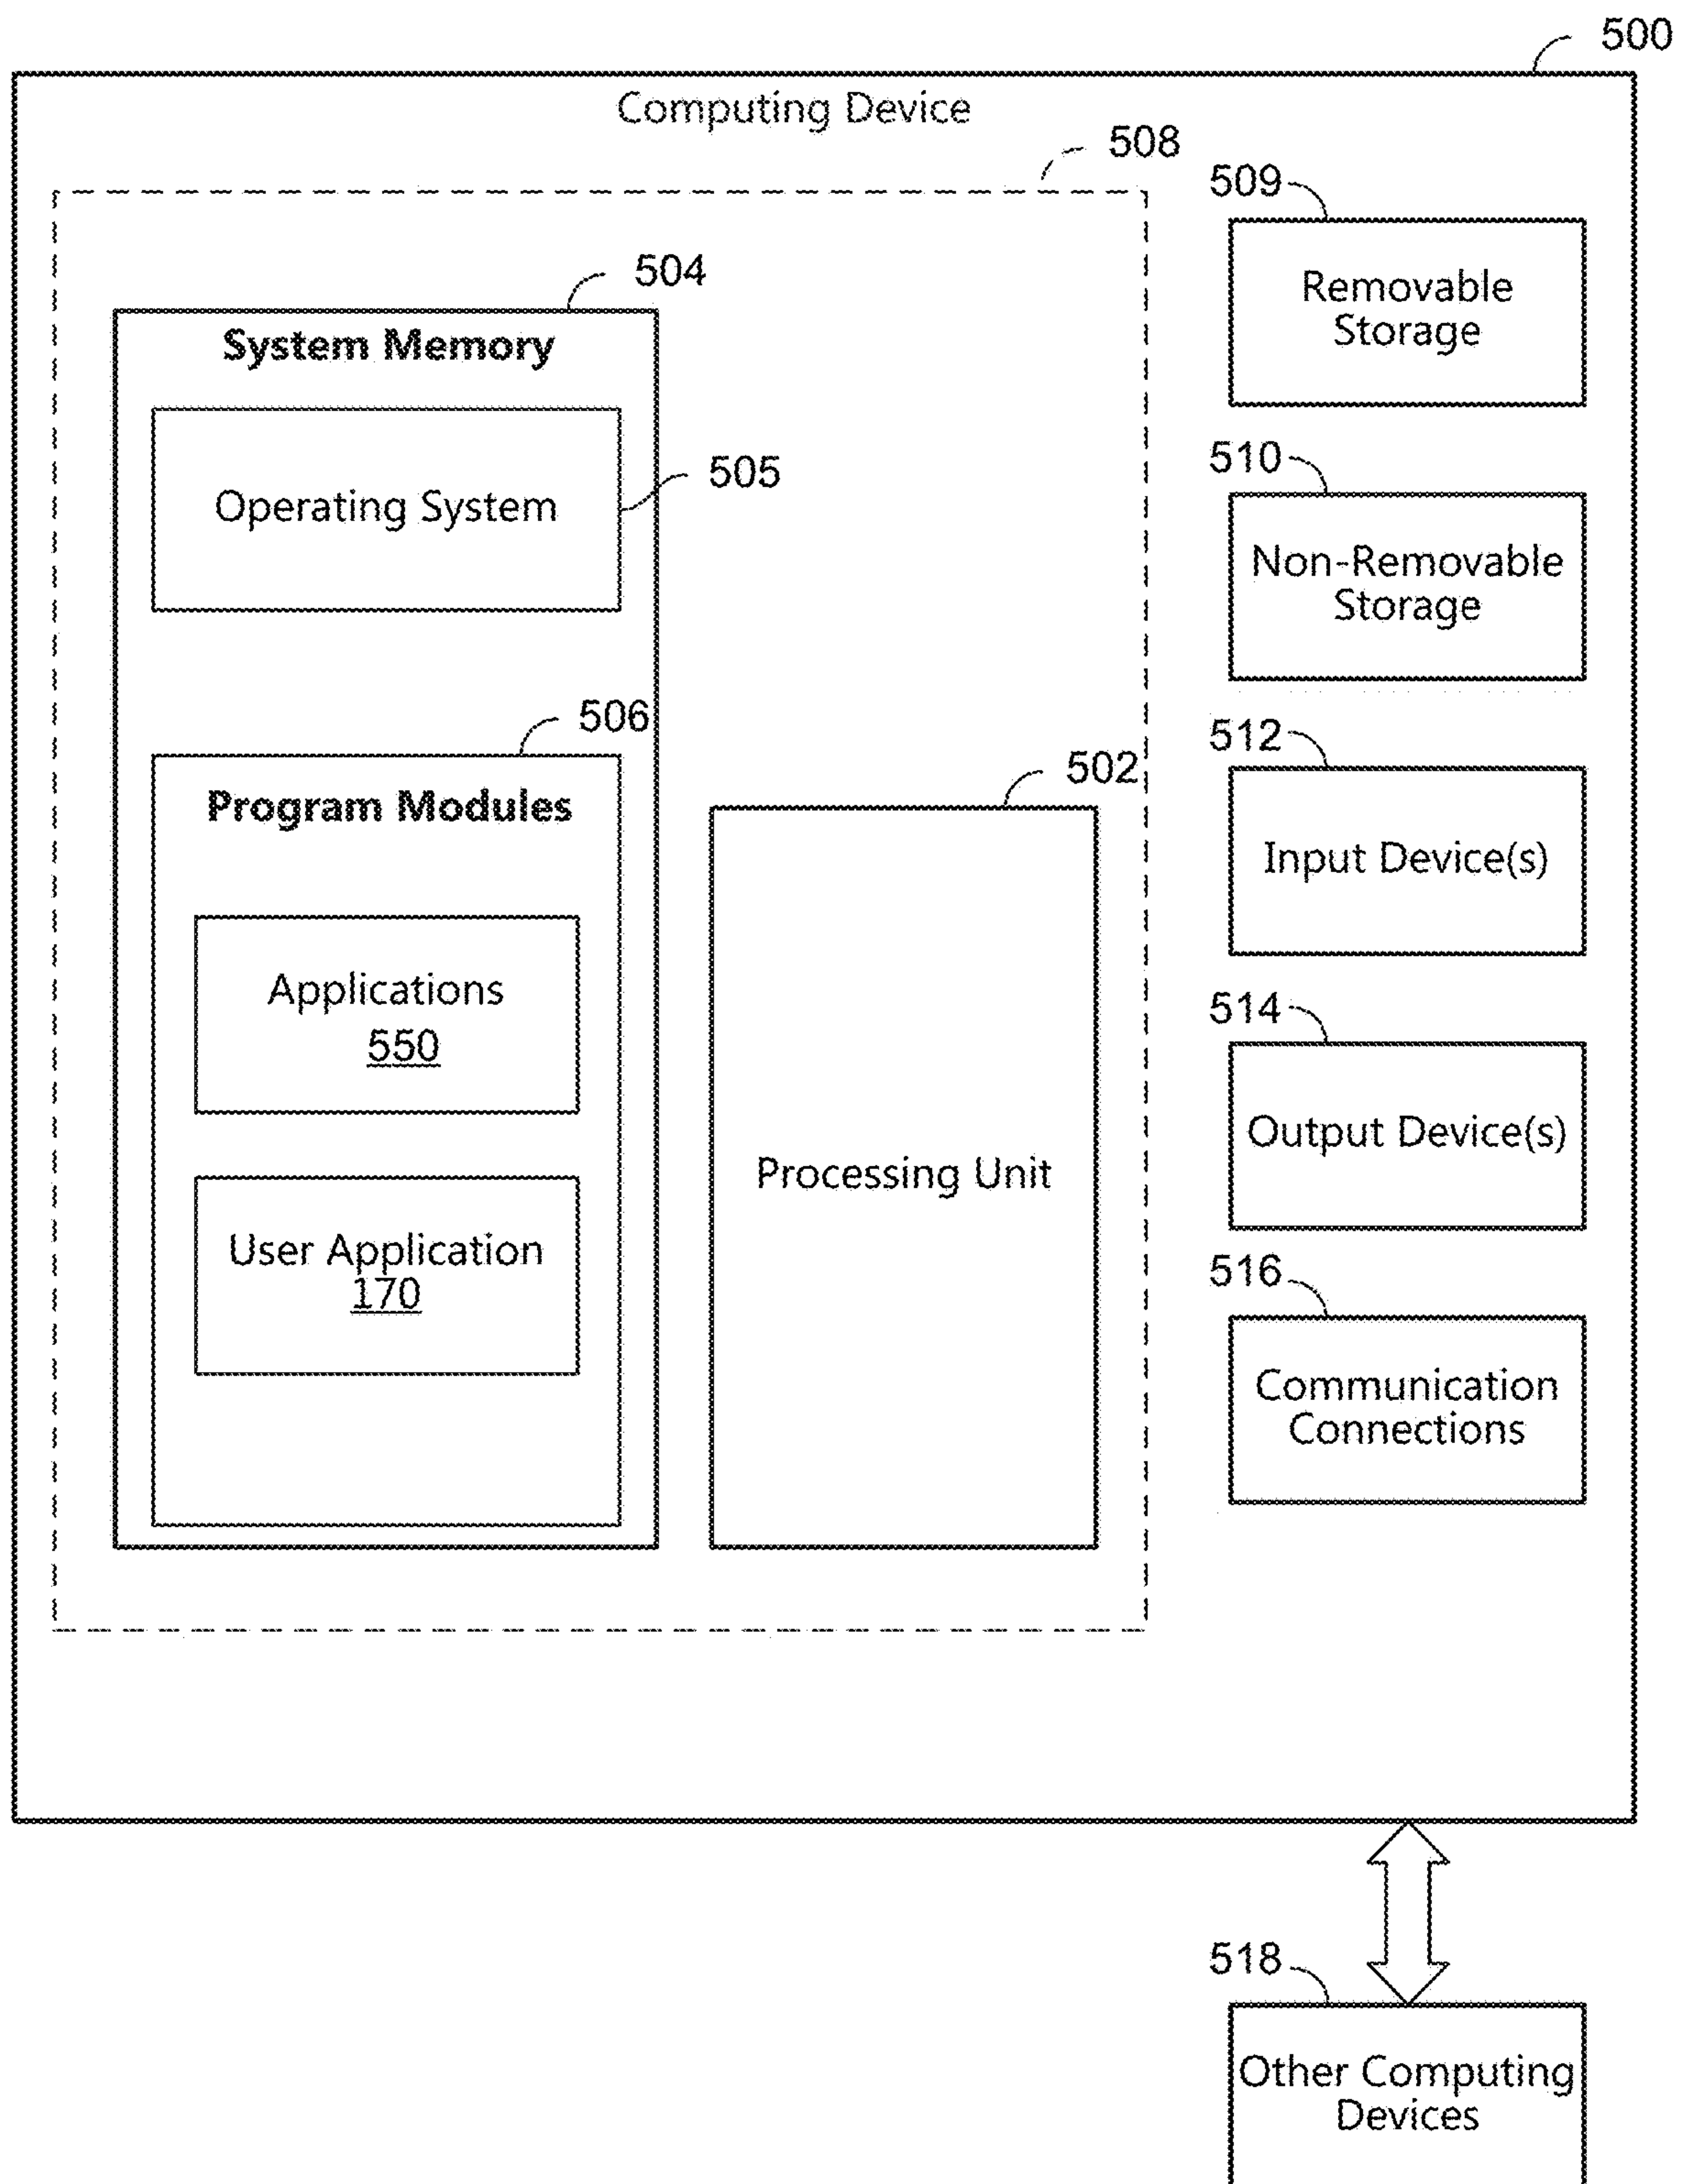 500
Computing Device
508
504
System Memory
Operating System
505
506
Program Modules
Applications
550
User Application
170
502
Processing Unit
509
Removable
Storage
510
Non-Removable
Storage
512
Input Device(s)
514
Output Device(s)
516
Communication
Connections
518
Other Computing
Devices